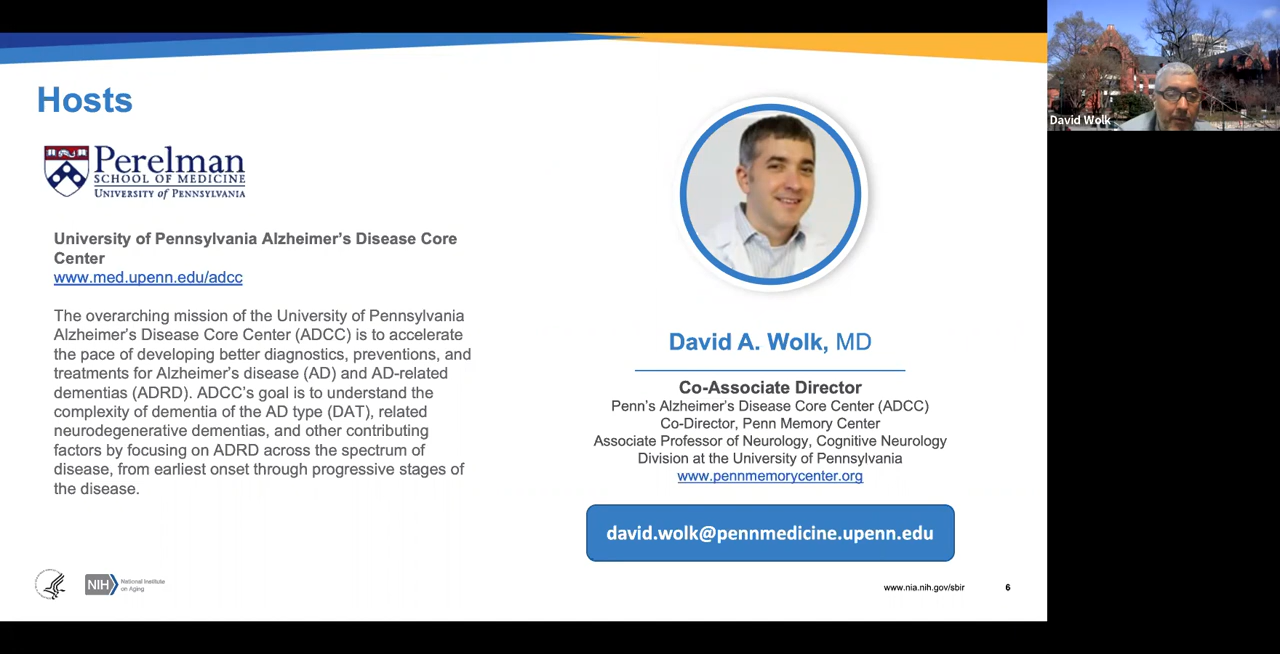 Hosts
Perelman
SCHOOL OF MEDICINE
UNIVERSITY of PENNSYLVANIA
University of Pennsylvania Alzheimer's Disease Core
Center
www.med.upenn.edu/adcc
The overarching mission of the University of Pennsylvania
Alzheimer's Disease Core Center (ADCC) is to accelerate
the pace of developing better diagnostics, preventions, and
treatments for Alzheimer's disease (AD) and AD-related
dementias (ADRD). ADCC's goal is to understand the
complexity of dementia of the AD type (DAT), related
neurodegenerative dementias, and other contributing
factors by focusing on ADRD across the spectrum of
disease, from earliest onset through progressive stages of
the disease.
David A. Wolk, MD
Co-Associate Director
Penn's Alzheimer's Disease Core Center (ADCC)
Co-Director, Penn Memory Center
Associate Professor of Neurology, Cognitive Neurology
Division at the University of Pennsylvania
www.pennmemorycenter.org
david.wolk@pennmedicine.upenn.edu
NIH
National Institute
on Aging
www.nia.nih.gov/sbir
6
David Wolk